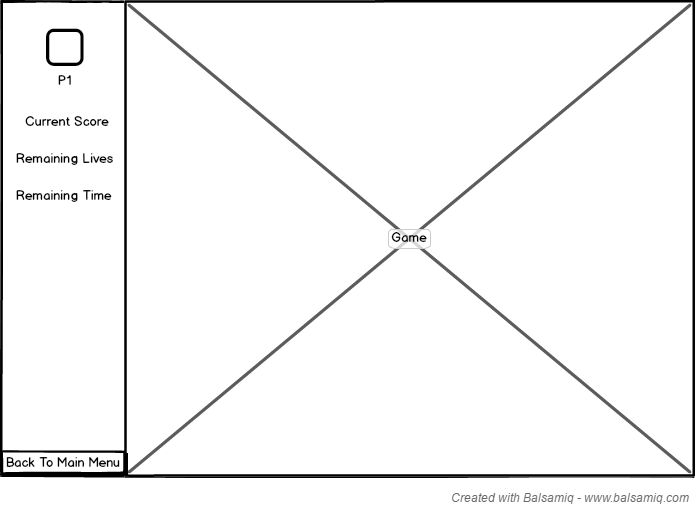 P1
Current Score
Remaining Lives
Remaining Time
Game
Back To Main Menu
Created with Balsamiq - www.balsamiq.com